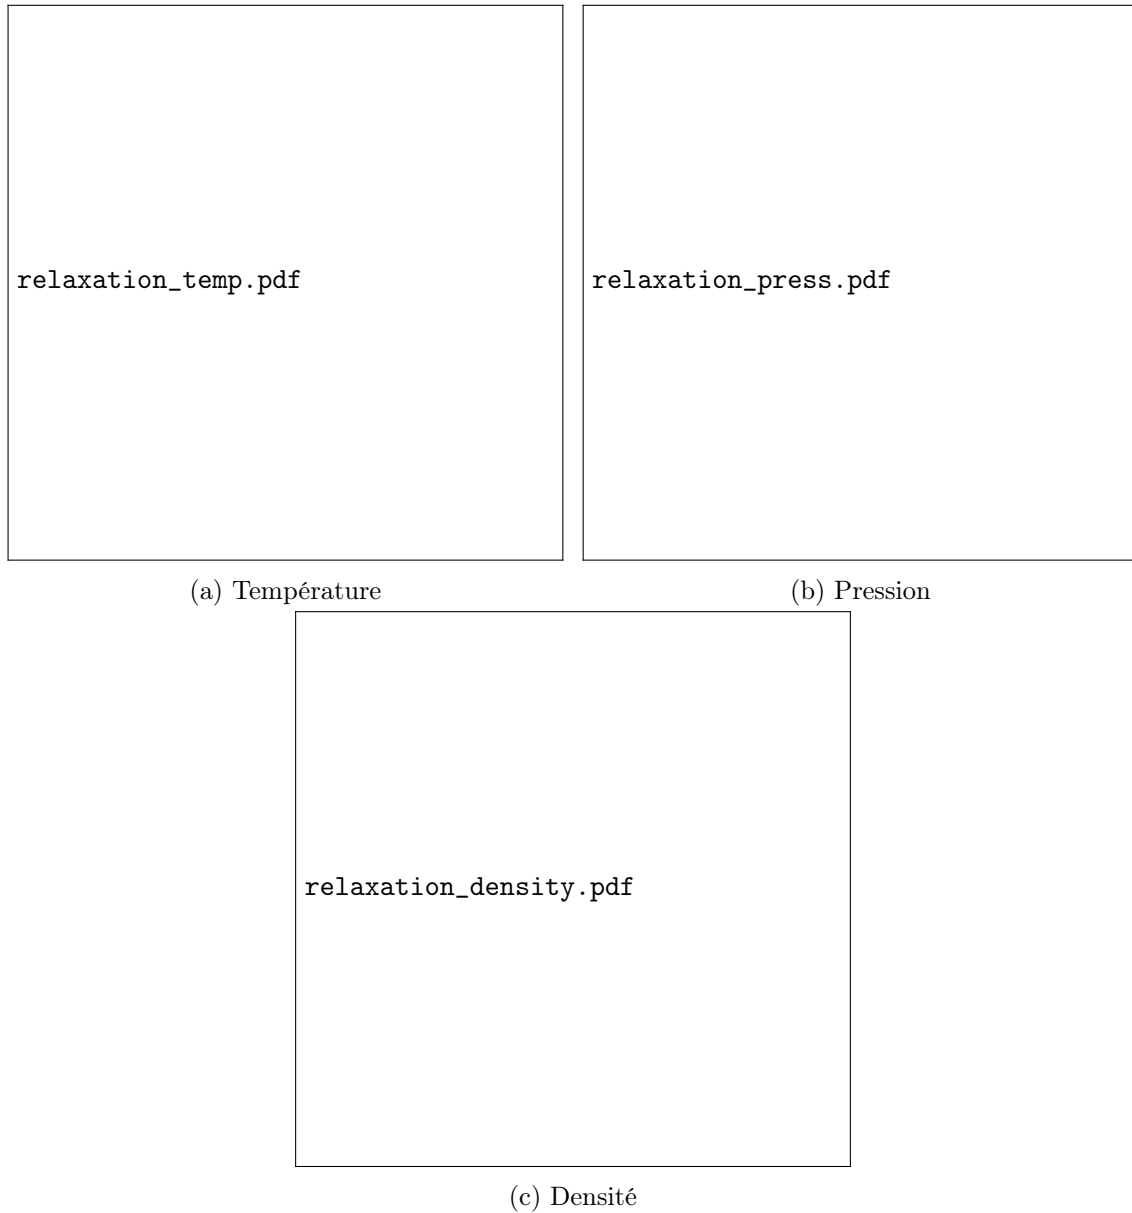 relaxation_temp.pdf
relaxation_press.pdf
(a) Température
(b) Pression
relaxation_density.pdf
(c) Densité